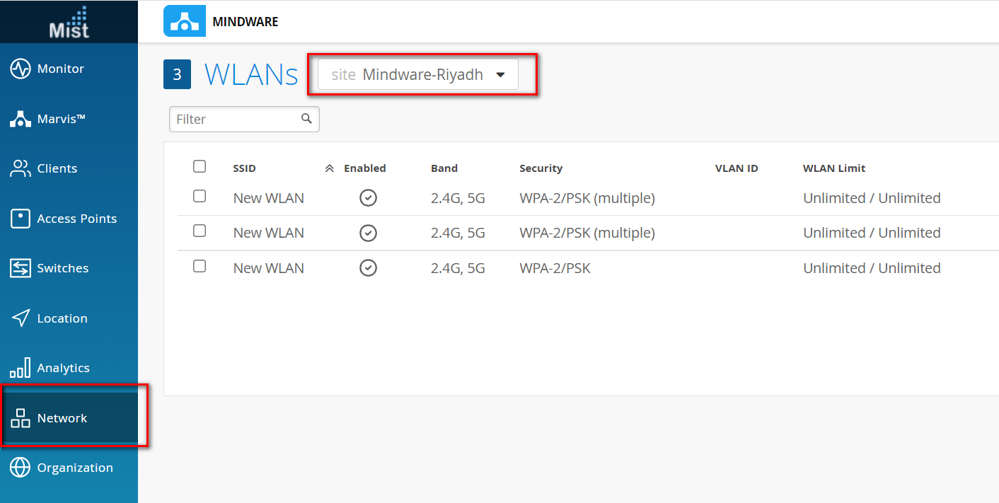 Mist
MINDWARE
Monitor
Marvis™
Clients
Access Points
Switches
Location
Analytics
Network
Organization
3 WLANs site Mindware-Riyadh
Filter
SSID Enabled Band Security VLAN ID WLAN Limit
New WLAN 2.4G, 5G WPA-2/PSK (multiple) Unlimited / Unlimited
New WLAN 2.4G, 5G WPA-2/PSK (multiple) Unlimited / Unlimited
New WLAN 2.4G, 5G WPA-2/PSK Unlimited / Unlimited